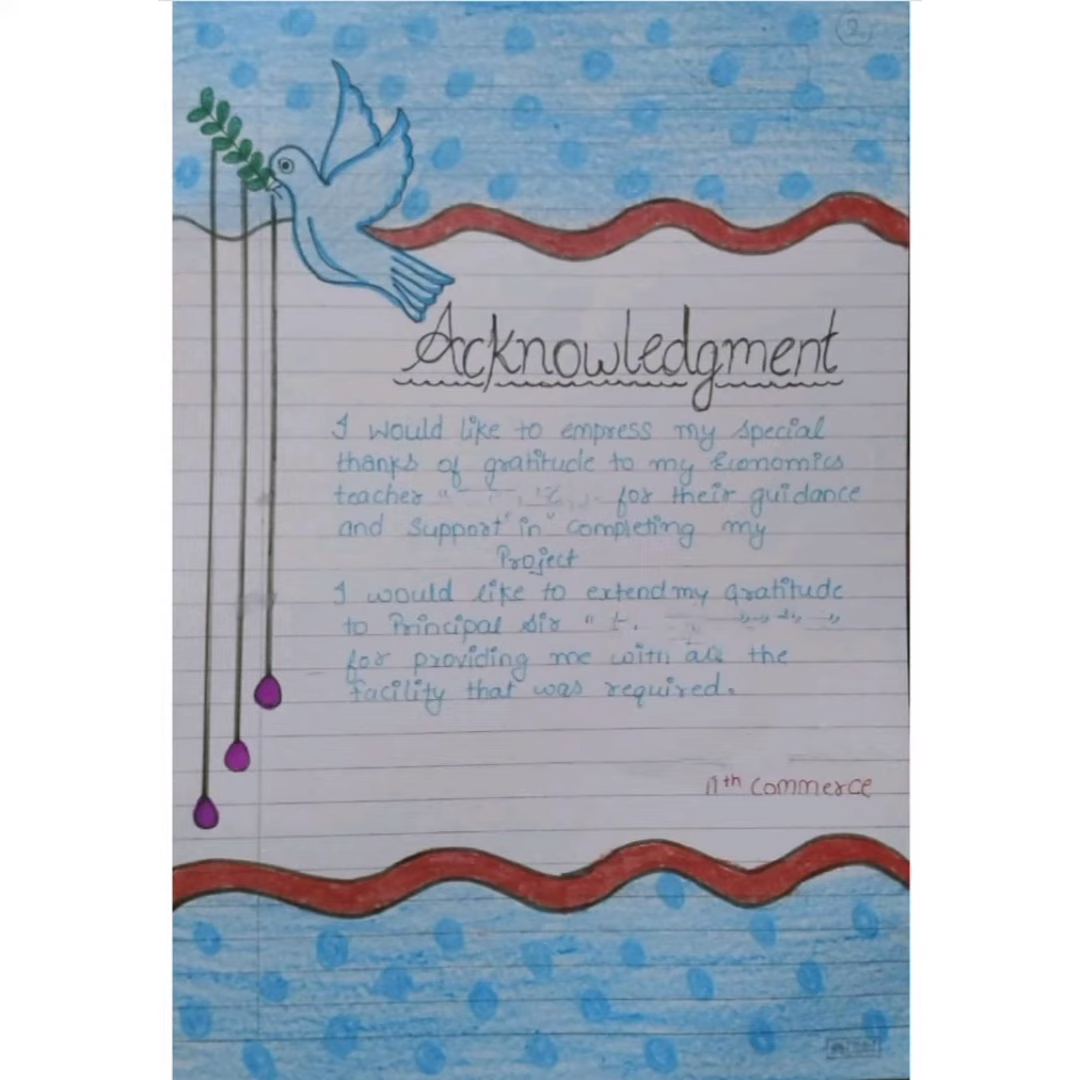 2
Acknowledgment
I would like to empress my special
thanks of gratitude to my Economics
teacher " for their guidance
and Support" in" completing my
Project
I would like to extend my gratitude
to Principal Sir "
for providing me with all the
facility that was required.
11th Commerce